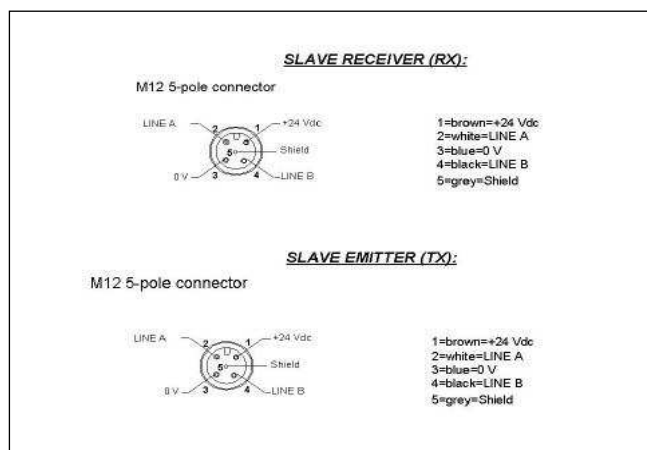 SLAVE RECEIVER (RX):
M12 5-pole connector
LINE A
2
1
+24 Vdc
5
Shield
0 V
3
4
LINE B
1=brown=+24 Vdc
2=white=LINE A
3=blue=0 V
4=black=LINE B
5=grey=Shield
SLAVE EMITTER (TX):
M12 5-pole connector
LINE A
2
1
+24 Vdc
5
Shield
0 V
3
4
LINE B
1=brown=+24 Vdc
2=white=LINE A
3=blue=0 V
4=black=LINE B
5=grey=Shield